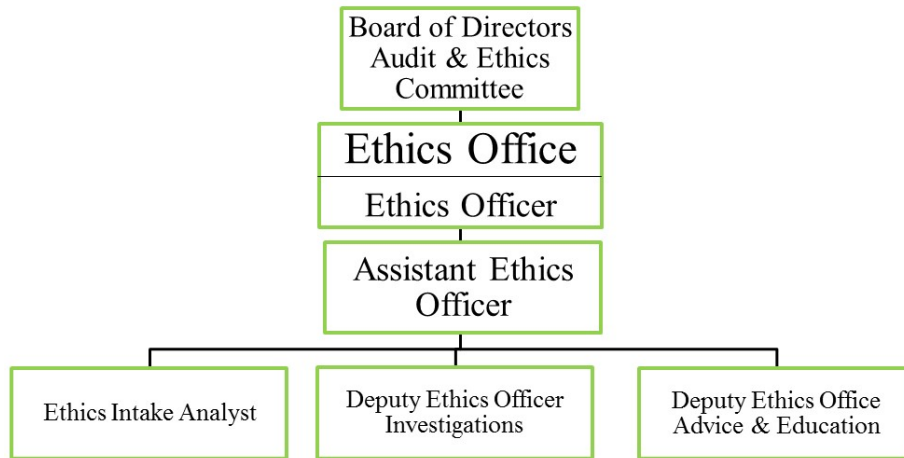 Board of Directors
Audit & Ethics
Committee
Ethics Office
Ethics Officer
Assistant Ethics
Officer
Ethics Intake Analyst
Deputy Ethics Officer
Investigations
Deputy Ethics Office
Advice & Education